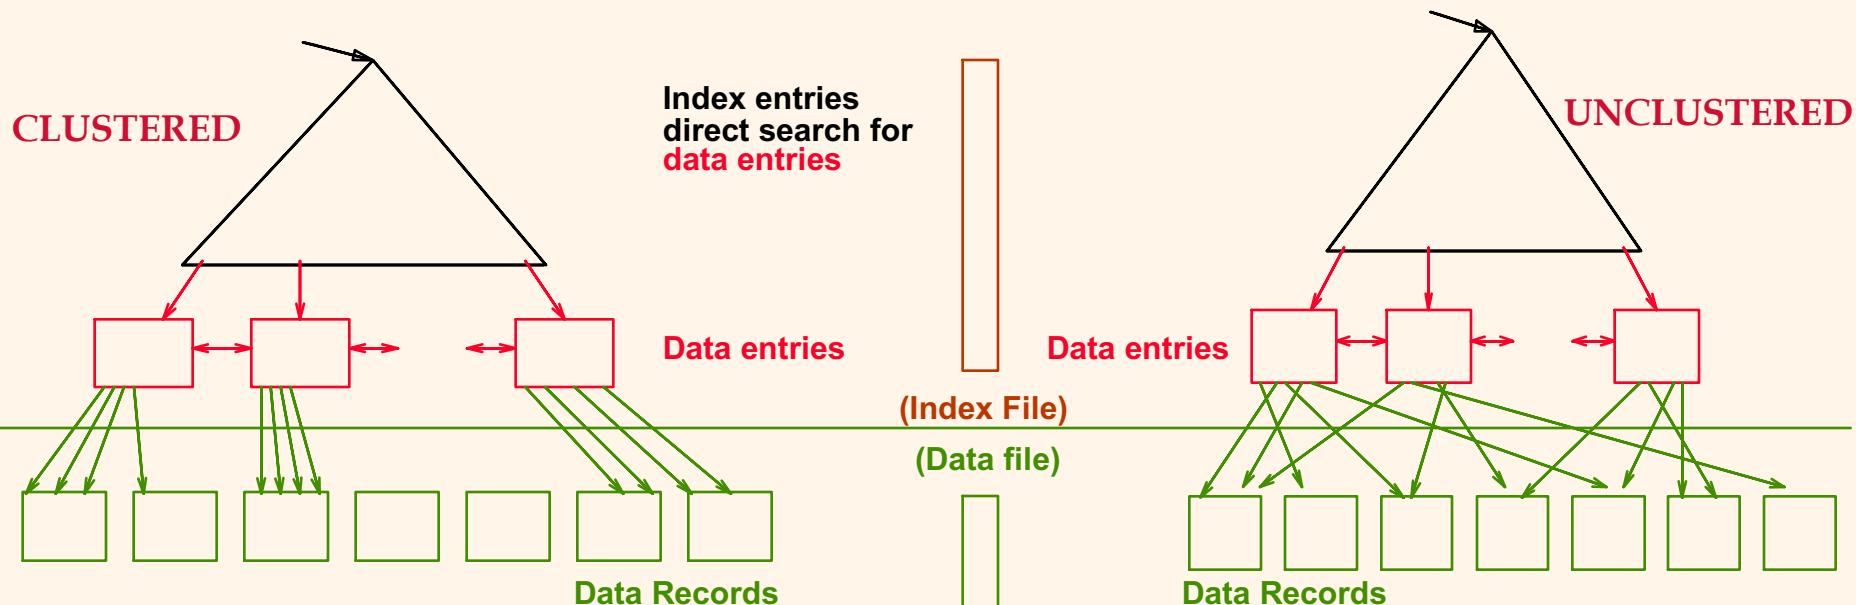 CLUSTERED
Index entries
direct search for
data entries
UNCLUSTERED
Data entries
Data entries
(Index File)
(Data file)
Data Records
Data Records